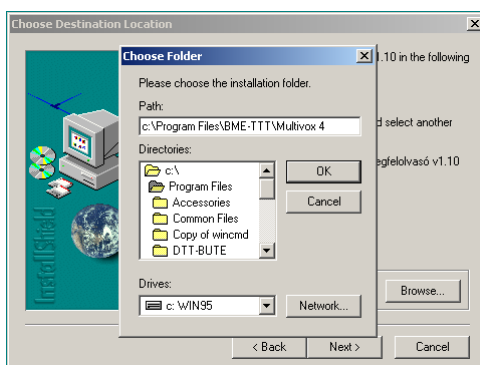 Choose Destination Location
Choose Folder
1.10 in the following
Please choose the installation folder.
Path:
c:\Program Files\BME-TTT\Multivox 4
d select another
Directories:
c:\
Program Files
Accessories
Common Files
Copy of wincmd
DTT-BUTE
OK
Cancel
egfelolvasó v1.10
Drives:
c: WIN95
Network...
Browse...
InstallShield
< Back
Next >
Cancel